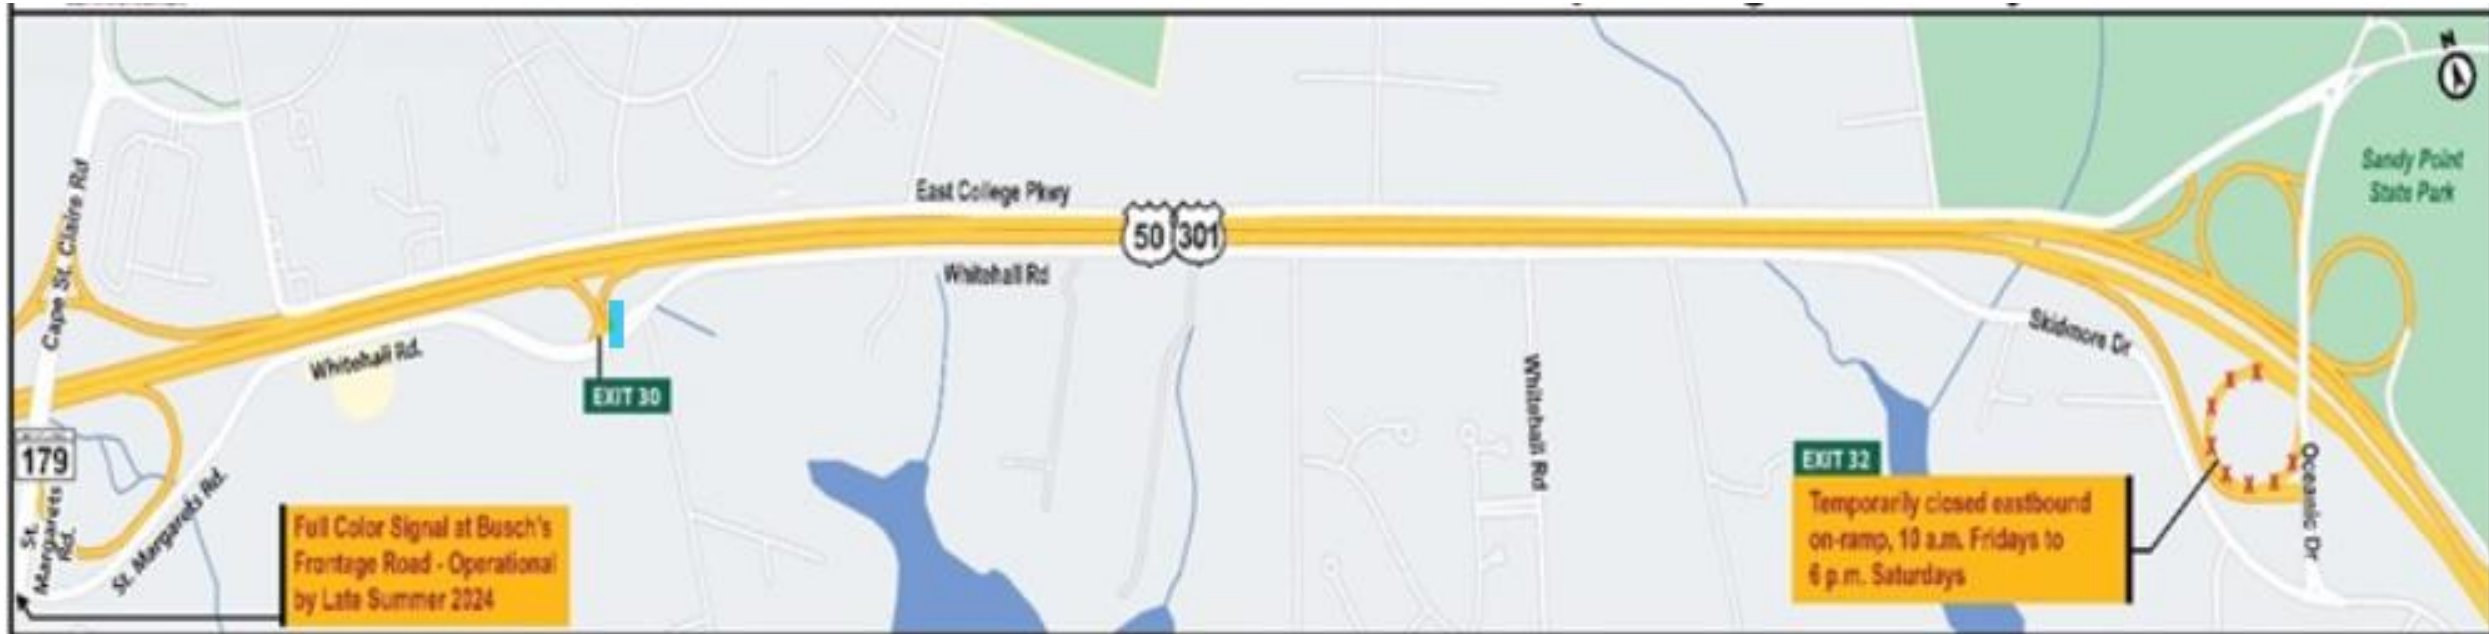 Cape St. Claire Rd
East College Pkwy
50
301
Whitehall Rd
Whitehall Rd.
EXIT 30
179
St.
Margarets
Rd.
St. Margarets Rd.
Full Color Signal at Busch's
Frontage Road - Operational
by Late Summer 2024
Whitehall Rd
Skidmore Dr
EXIT 32
Temporarily closed eastbound
on-ramp, 10 a.m. Fridays to
6 p.m. Saturdays
Oceanic Dr
Sandy Point
State Park
N